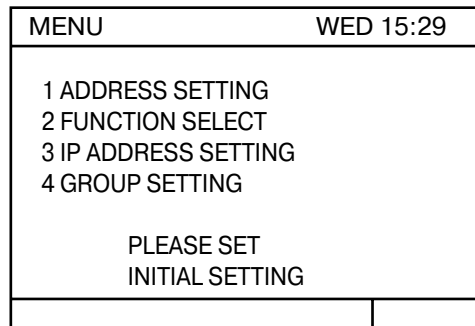 MENU WED 15:29
1 ADDRESS SETTING
2 FUNCTION SELECT
3 IP ADDRESS SETTING
4 GROUP SETTING
PLEASE SET
INITIAL SETTING